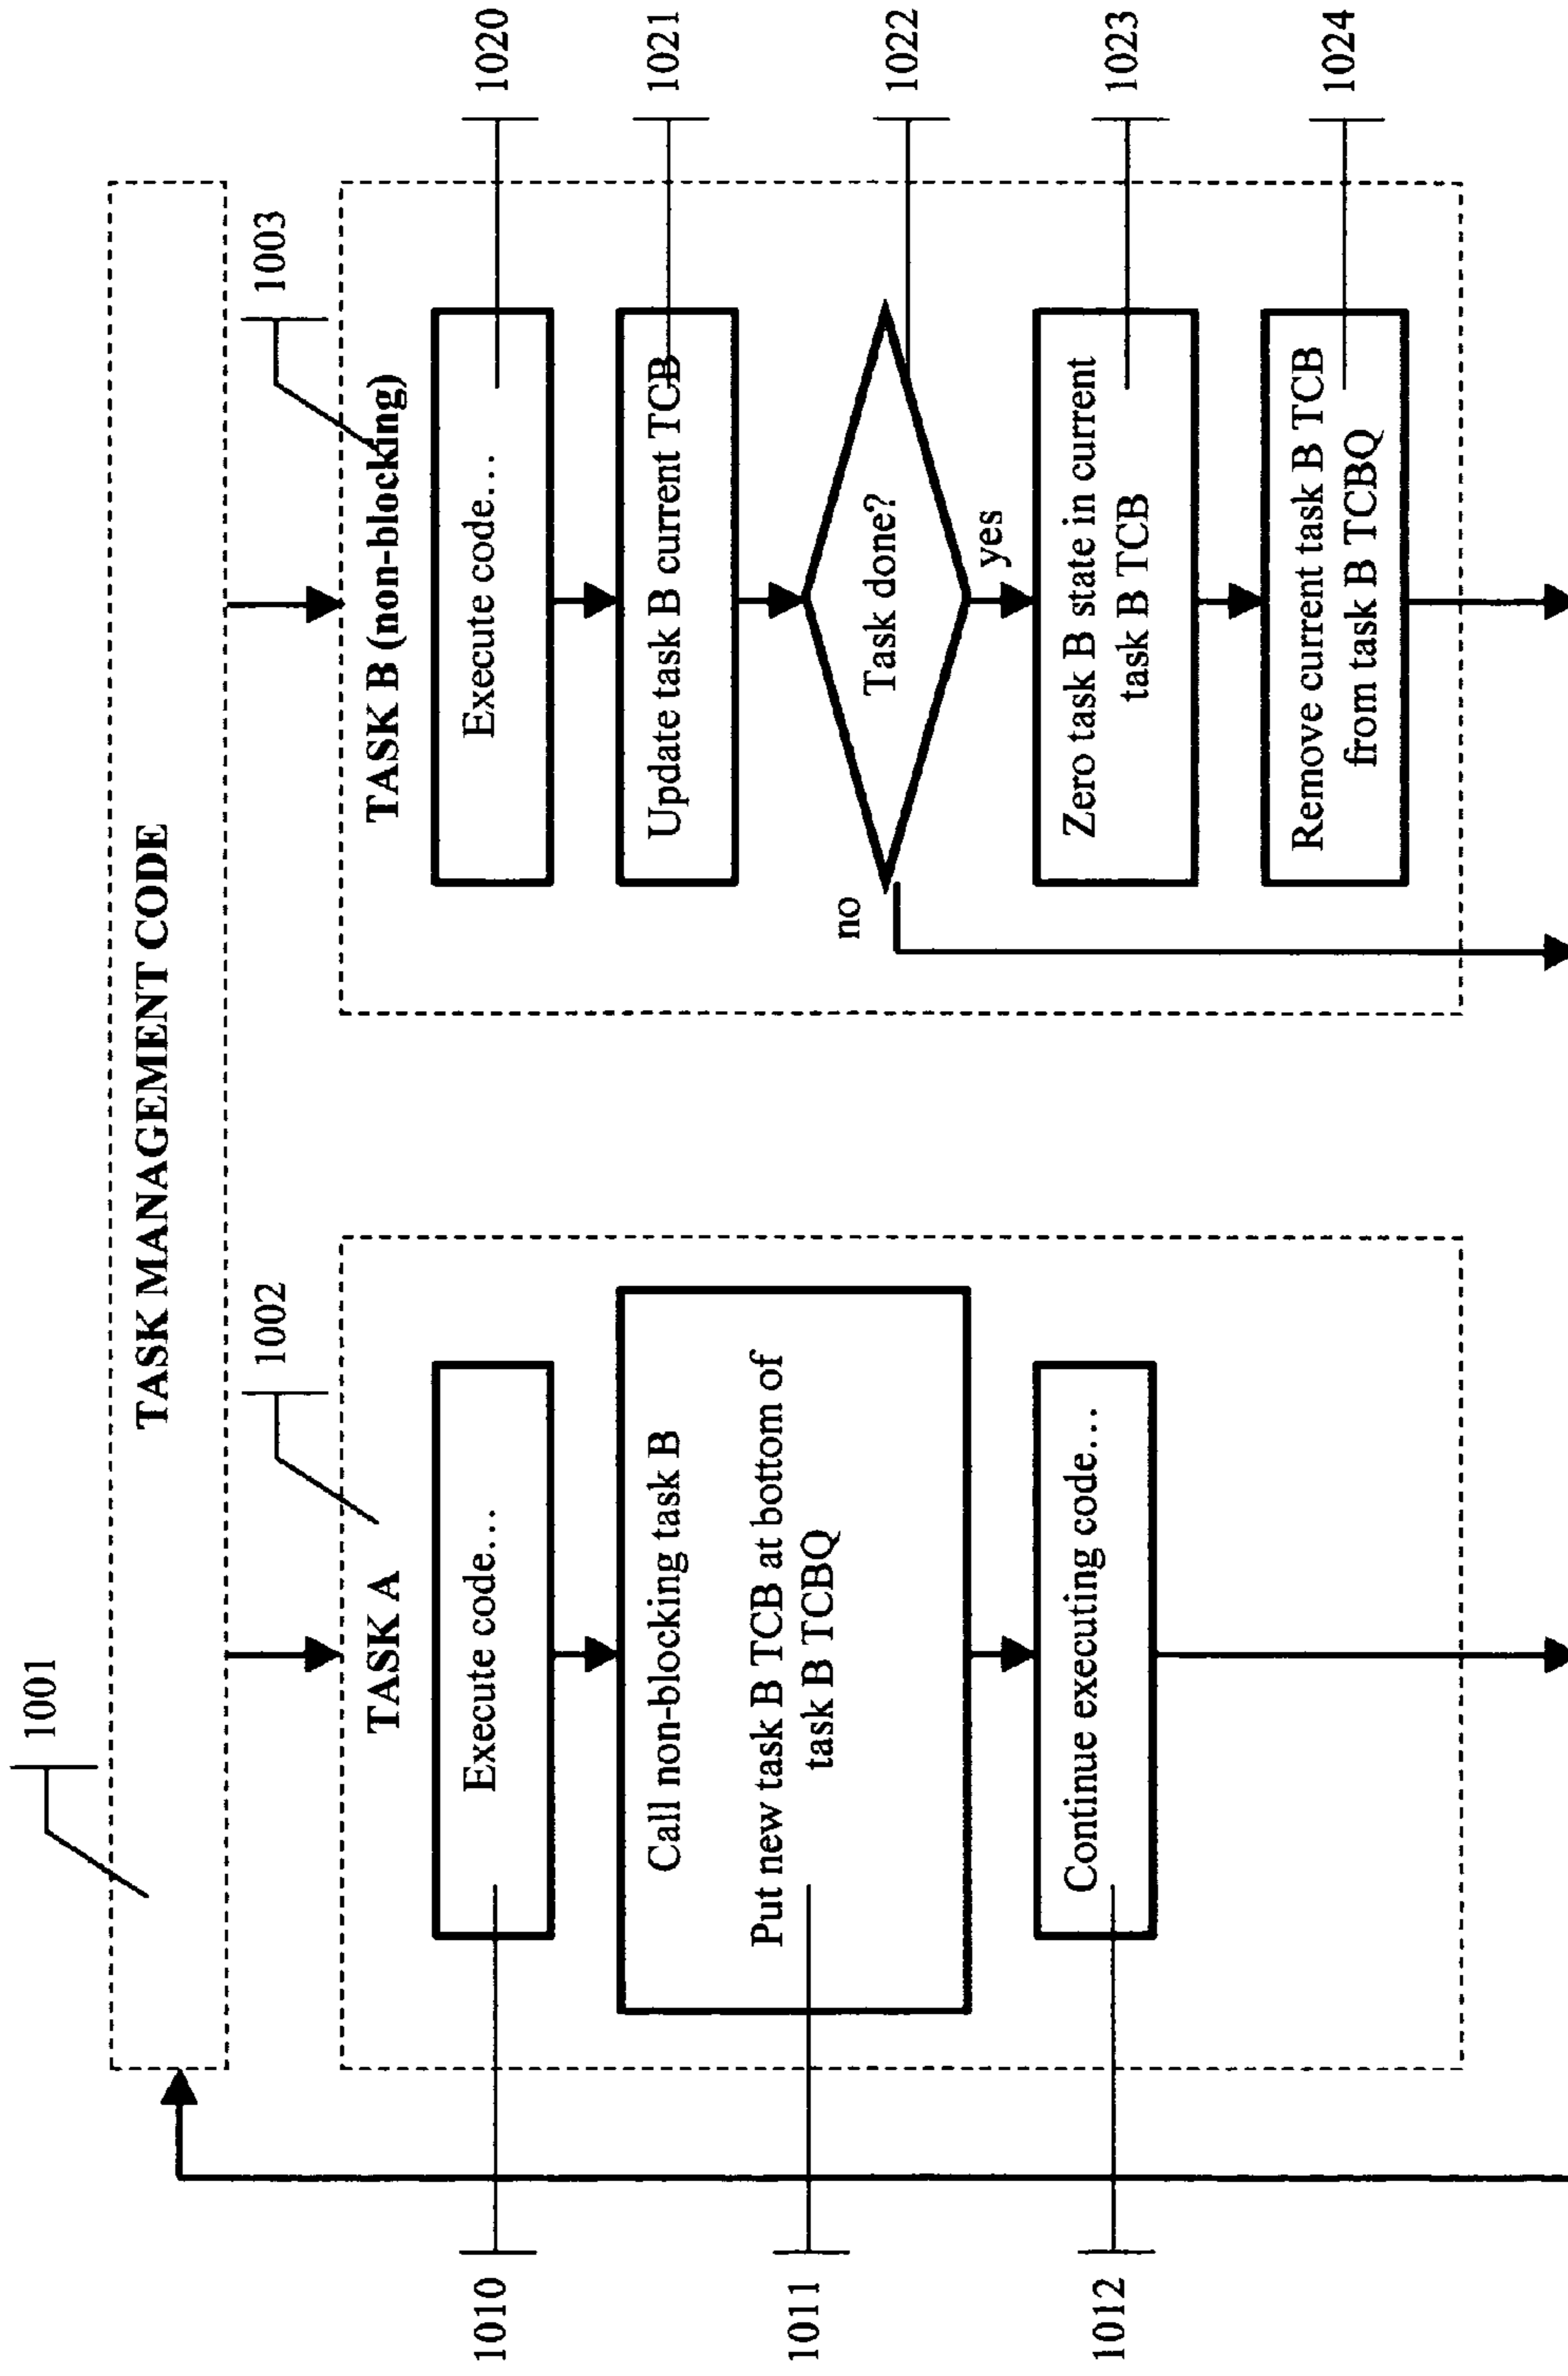 1001
TASK MANAGEMENT CODE
1002
1003
TASK A
Execute code...
Call non-blocking task B
Put new task B TCB at bottom of
task B TCBQ
Continue executing code...
1010
1011
1012
TASK B (non-blocking)
Execute code...
Update task B current TCB
Task done?
no
yes
Zero task B state in current
task B TCB
Remove current task B TCB
from task B TCBQ
1020
1021
1022
1023
1024